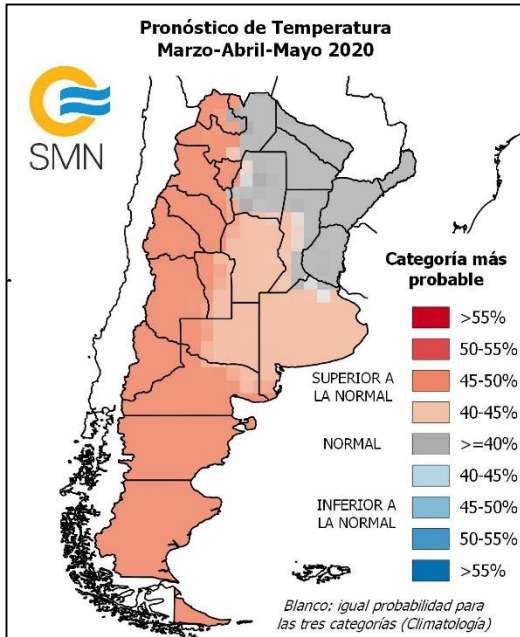 Pronóstico de Temperatura
Marzo-Abril-Mayo 2020
SMN
Categoría más
probable
>55%
50-55%
SUPERIOR A
LA NORMAL
45-50%
40-45%
NORMAL
>=40%
40-45%
INFERIOR A
LA NORMAL
45-50%
50-55%
>55%
Blanco: igual probabilidad para
las tres categorías (Climatología)